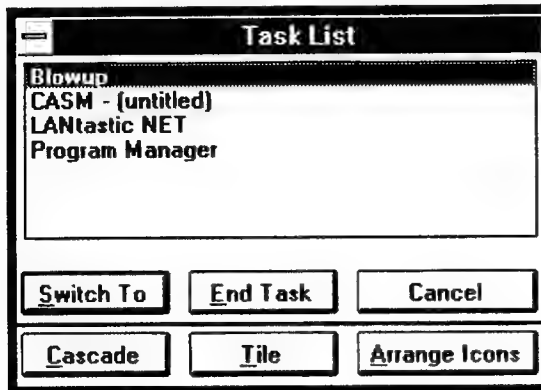 Task List
Blowup
CASM - (untitled)
LANtastic NET
Program Manager
Switch To End Task Cancel
Cascade Tile Arrange Icons